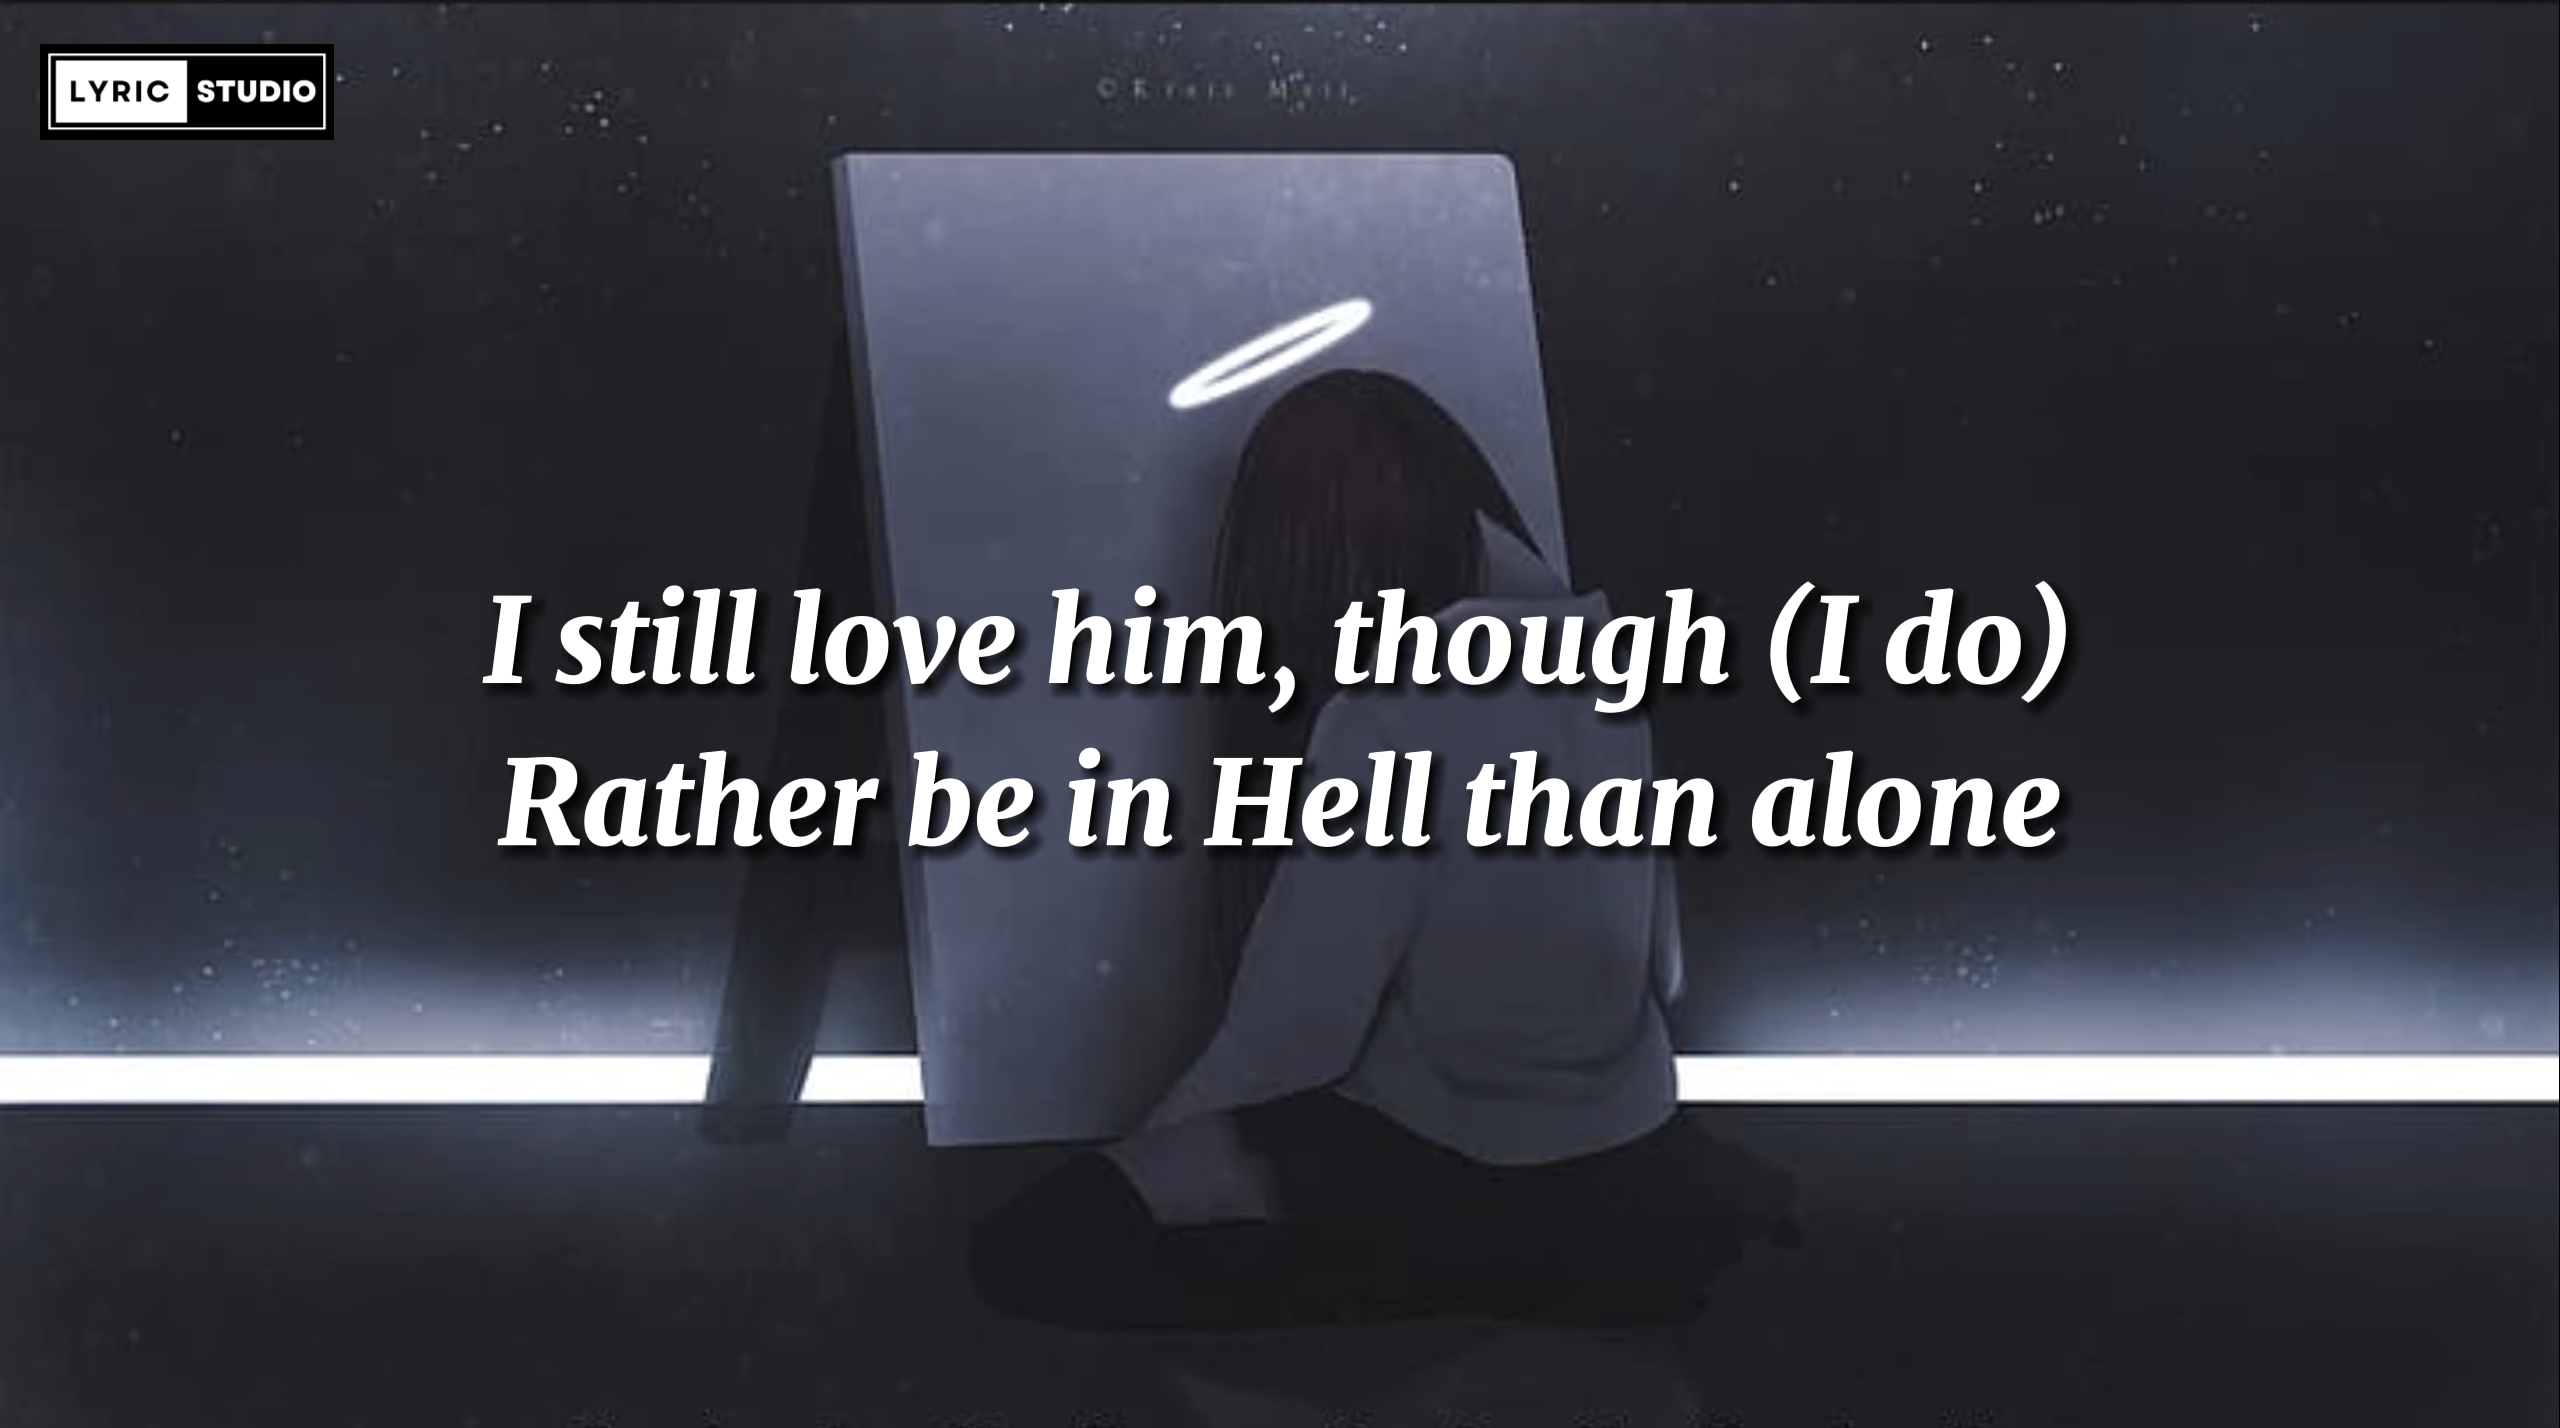 LYRIC STUDIO
I still love him, though (I do)
Rather be in Hell than alone